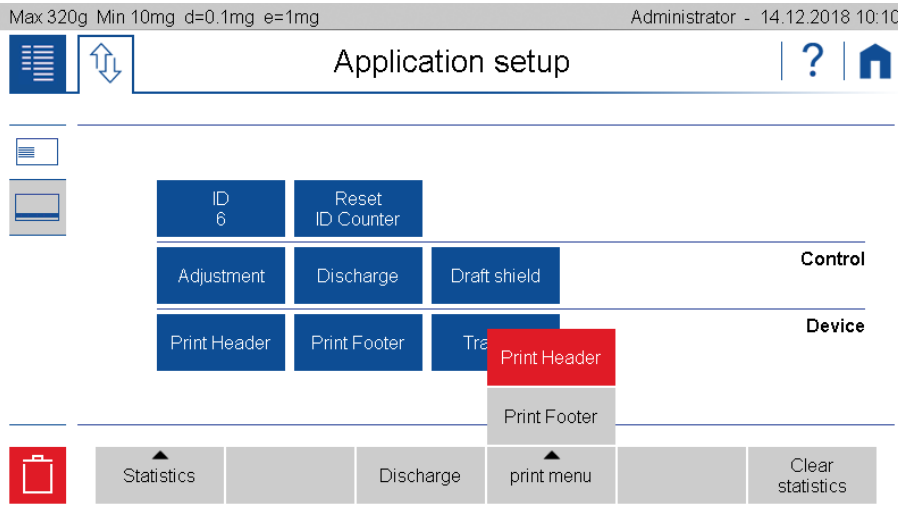 Max 320g Min 10mg d=0.1mg e=1mg
Administrator - 14.12.2018 10:10
Application setup
?
ID
6
Reset
ID Counter
Control
Adjustment
Discharge
Draft shield
Device
Print Header
Print Footer
Tra
Print Header
Print Footer
Statistics
Discharge
print menu
Clear
statistics